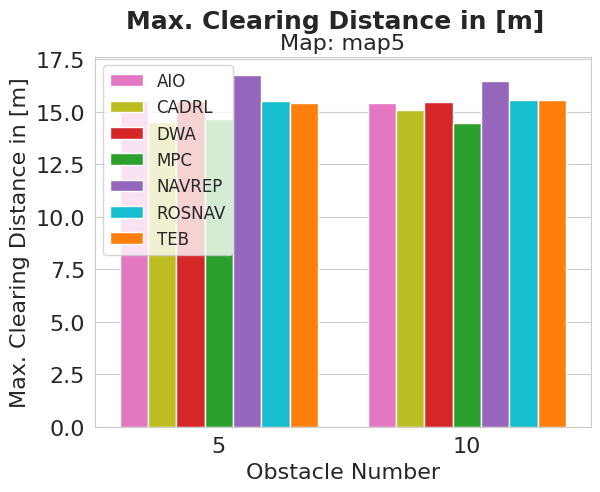 Max. Clearing Distance in [m]
Map: map5
Max. Clearing Distance in [m]
17.5
15.0
12.5
10.0
7.5
5.0
2.5
0.0
AIO
CADRL
DWA
MPC
NAVREP
ROSNAV
TEB
5
10
Obstacle Number